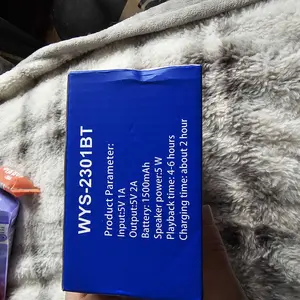 WYS-2301BT
Product Parameter:
Input:5V 1A
Output:5V 2A
Battery: 1500mAh
Speaker power:5 W
Playback time: 4-6 hours
Charging time: about 2 hour